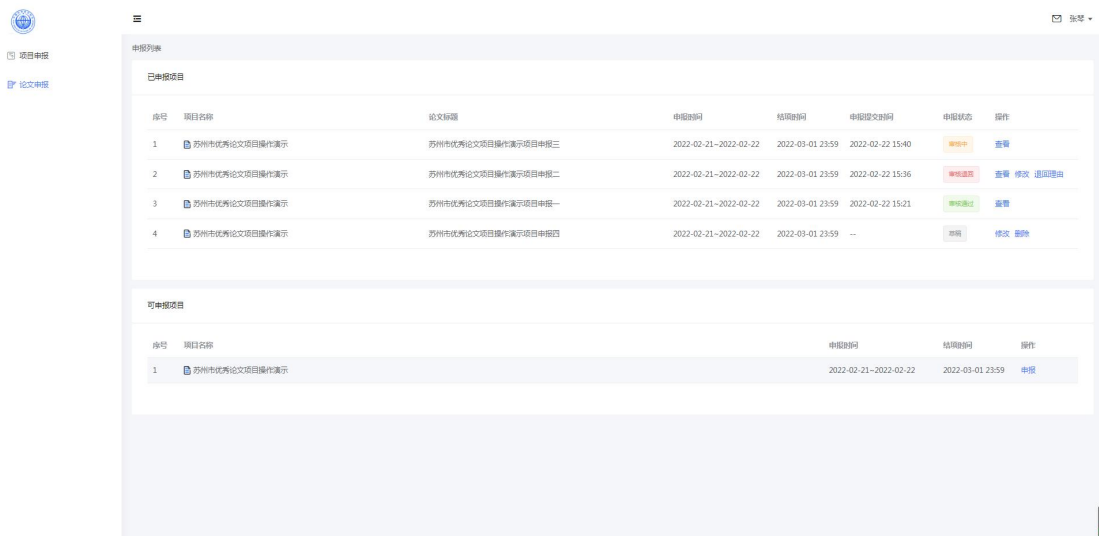 张琴
项目申报
论文申报
申报列表
已申报项目
序号 项目名称 论文标题 申报时间 结项时间 申报提交时间 申报状态 操作
1 苏州市优秀论文项目操作演示 苏州市优秀论文项目操作演示项目申报三 2022-02-21~2022-02-22 2022-03-01 23:59 2022-02-22 15:40 审核中 查看
2 苏州市优秀论文项目操作演示 苏州市优秀论文项目操作演示项目申报二 2022-02-21~2022-02-22 2022-03-01 23:59 2022-02-22 15:36 审核退回 查看 修改 退回理由
3 苏州市优秀论文项目操作演示 苏州市优秀论文项目操作演示项目申报一 2022-02-21~2022-02-22 2022-03-01 23:59 2022-02-22 15:21 审核通过 查看
4 苏州市优秀论文项目操作演示 苏州市优秀论文项目操作演示项目申报四 2022-02-21~2022-02-22 2022-03-01 23:59 -- 草稿 修改 删除
可申报项目
序号 项目名称 申报时间 结项时间 操作
1 苏州市优秀论文项目操作演示 2022-02-21~2022-02-22 2022-03-01 23:59 申报